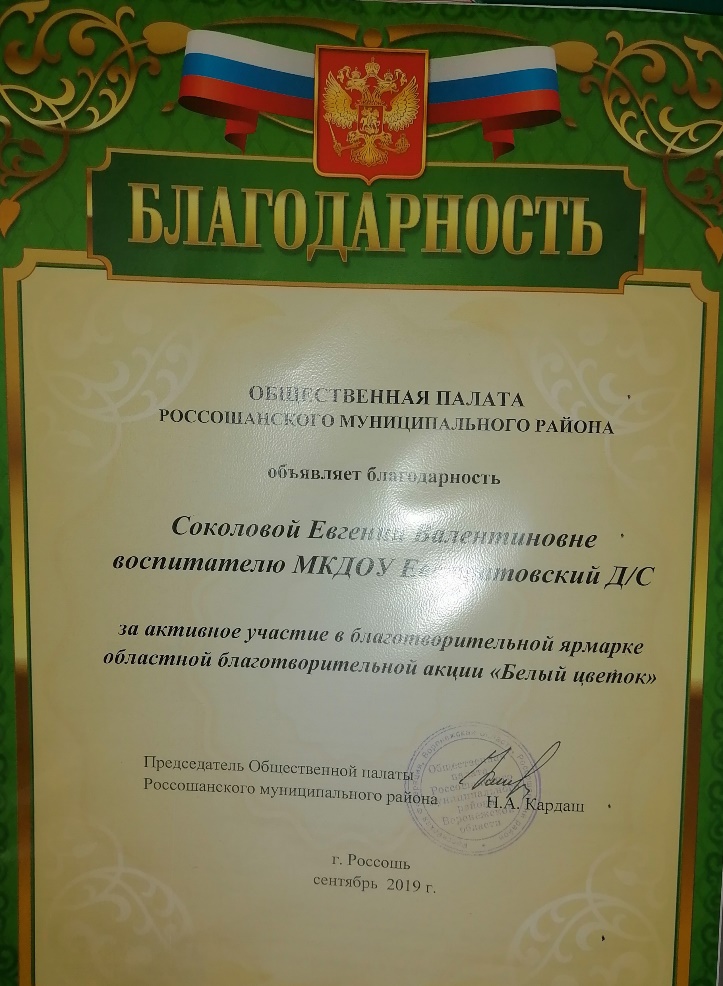 БЛАГОДАРНОСТЬ
ОБЩЕСТВЕННАЯ ПАЛАТА
РОССОШАНСКОГО МУНИЦИПАЛЬНОГО РАЙОНА
объявляет благодарность
Соколовой Евгении Валентиновне
воспитателю МКДОУ Д/С
за активное участие в благотворительной ярмарке
областной благотворительной акции «Белый цветок»
Председатель Общественной палаты
Россошанского муниципального района
Н.А. Кардаш
г. Россошь
сентябрь 2019 г.